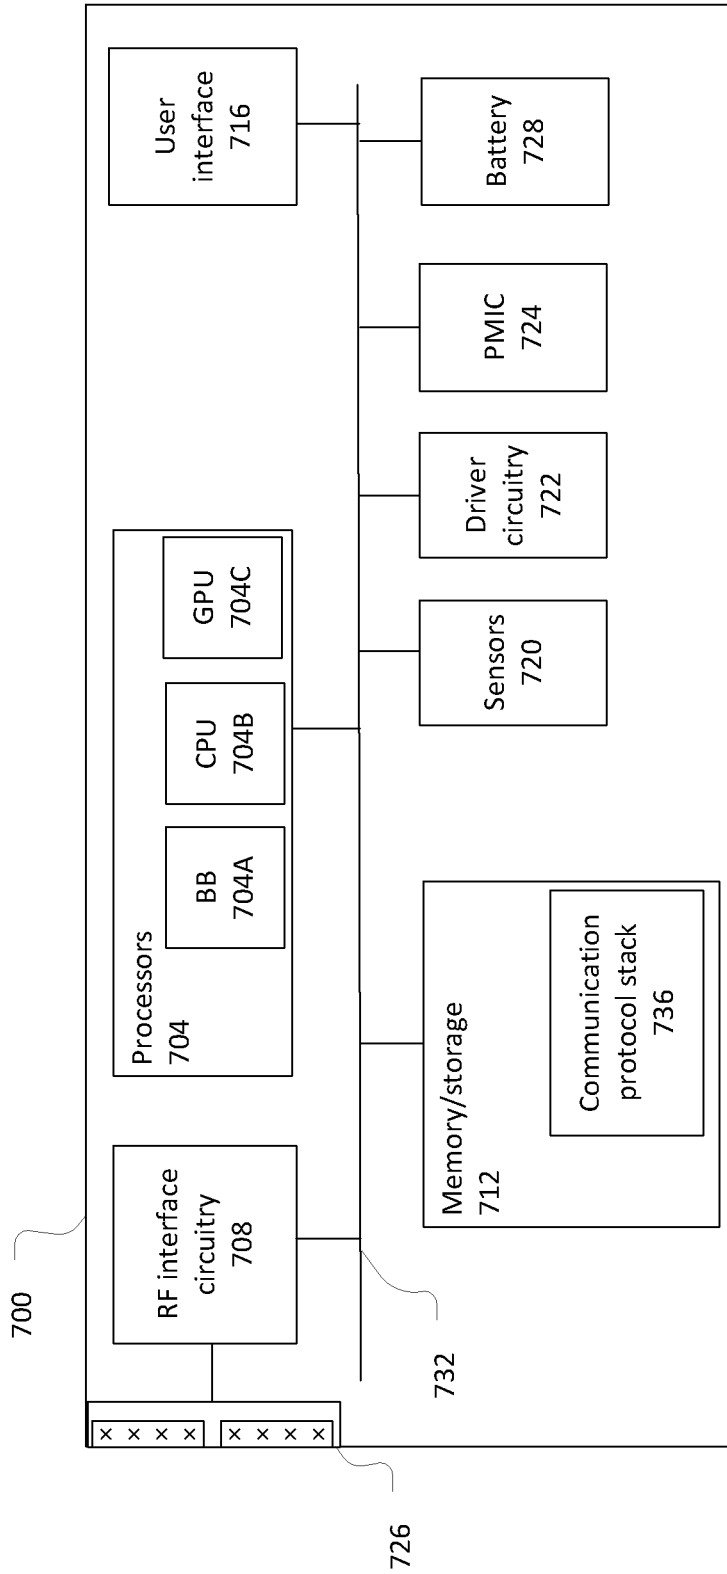 700
RF interface
circuitry
708
Processors
704
BB
704A
CPU
704B
GPU
704C
User
interface
716
726
× × × ×
× × × ×
732
Memory/storage
712
Communication
protocol stack
736
Sensors
720
Driver
circuitry
722
PMIC
724
Battery
728